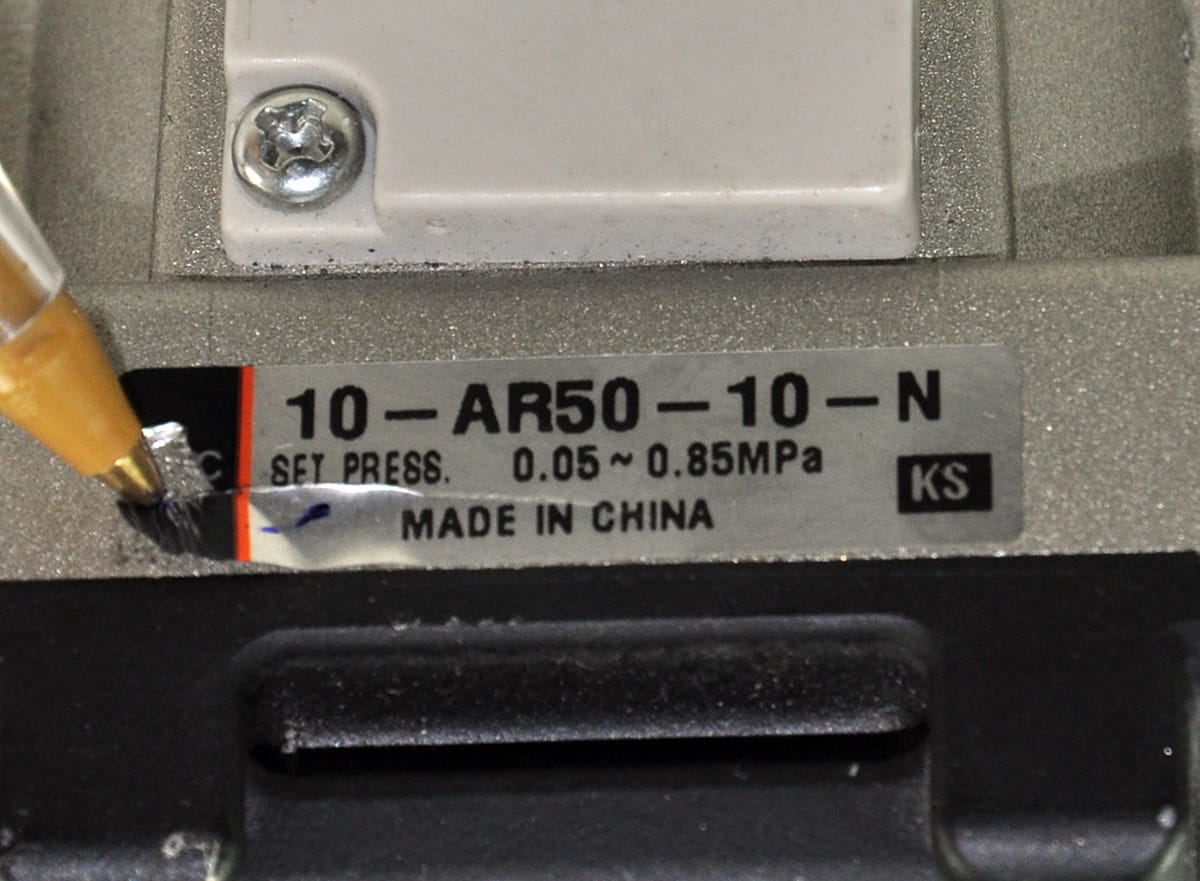 10-AR50-10-N
C
SET PRESS. 0.05~0.85MPa
KS
MADE IN CHINA